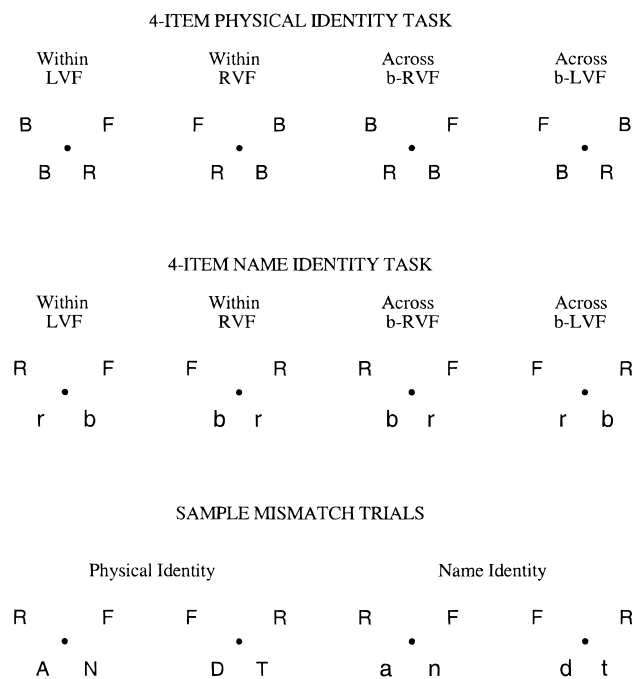 4-ITEM PHYSICAL IDENTITY TASK
Within Within Across Across
LVF RVF b-RVF b-LVF
B F F B B F F B
B R R B R B B R
4-ITEM NAME IDENTITY TASK
Within Within Across Across
LVF RVF b-RVF b-LVF
R F F R R F F R
r b b r b r r b
SAMPLE MISMATCH TRIALS
Physical Identity Name Identity
R F F R R F F R
A N D T a n d t